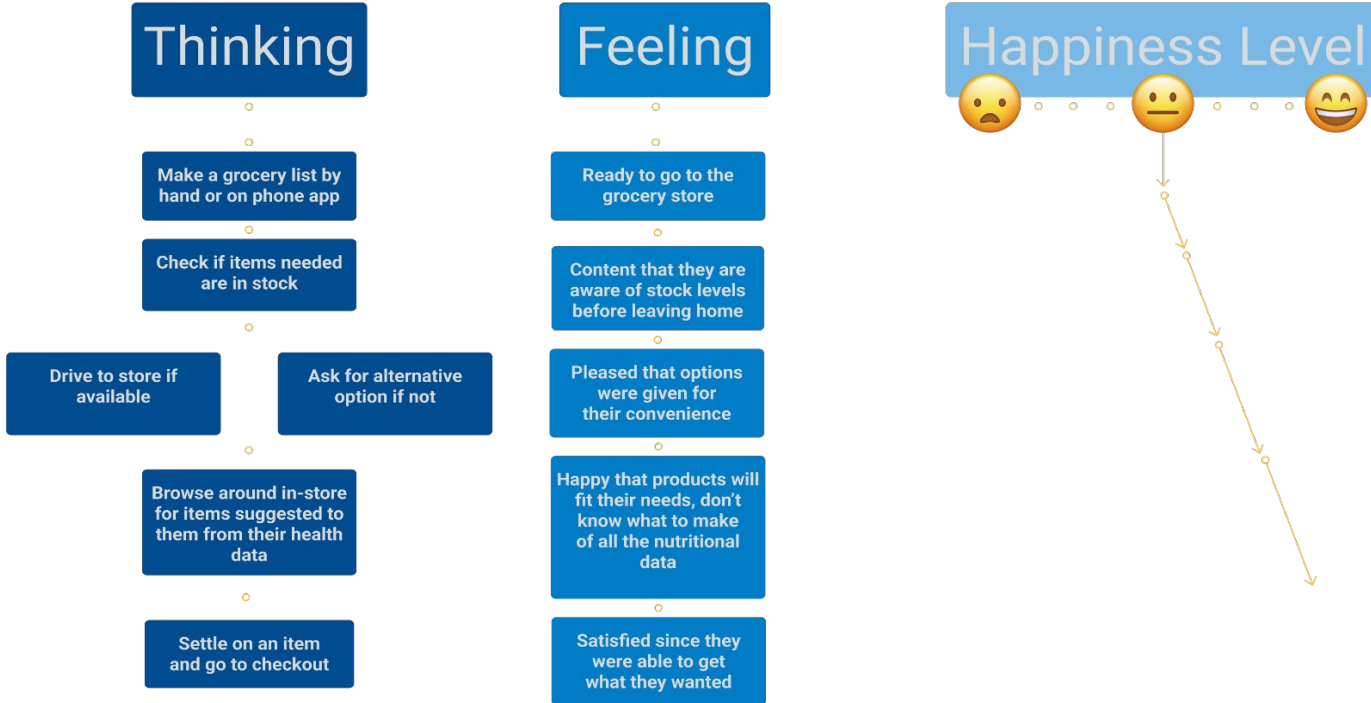 Thinking
Feeling
Happiness Level
Make a grocery list by
hand or on phone app
Ready to go to the
grocery store
Check if items needed
are in stock
Content that they are
aware of stock levels
before leaving home
Drive to store if
available
Ask for alternative
option if not
Pleased that options
were given for
their convenience
Browse around in-store
for items suggested to
them from their health
data
Happy that products will
fit their needs, don’t
know what to make
of all the nutritional
data
Settle on an item
and go to checkout
Satisfied since they
were able to get
what they wanted